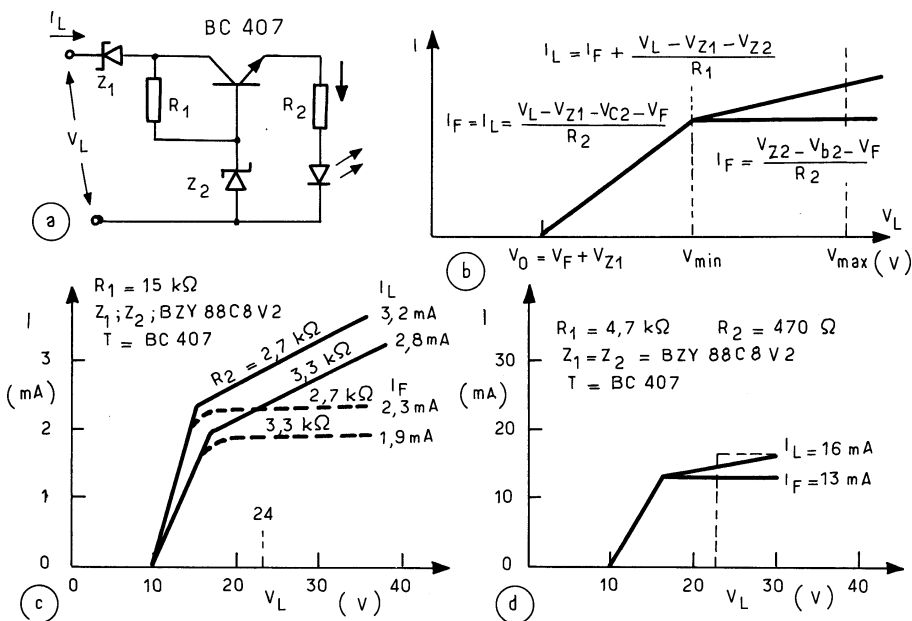 I_L
BC 407
Z_1
R_1
R_2
V_L
Z_2
a
I
I_L = I_F + (V_L − V_Z1 − V_Z2) / R_1
I_F = I_L = (V_L − V_Z1 − V_C2 − V_F) / R_2
I_F = (V_Z2 − V_b2 − V_F) / R_2
V_L
V_0 = V_F + V_Z1
V_min
V_max (V)
b
R_1 = 15 kΩ
Z_1 ; Z_2 ; BZY 88C8V2
T = BC 407
I
(mA)
I_L
3,2 mA
2,8 mA
R_2 = 2,7 kΩ
3,3 kΩ
2,7 kΩ
3,3 kΩ
I_F
2,3 mA
1,9 mA
3
2
1
0
24
0 10 20 30 40
V_L (V)
c
I
(mA)
R_1 = 4,7 kΩ R_2 = 470 Ω
Z_1 = Z_2 = BZY 88C8V2
T = BC 407
30
20
10
0
I_L = 16 mA
I_F = 13 mA
0 10 20 30 40
V_L (V)
d